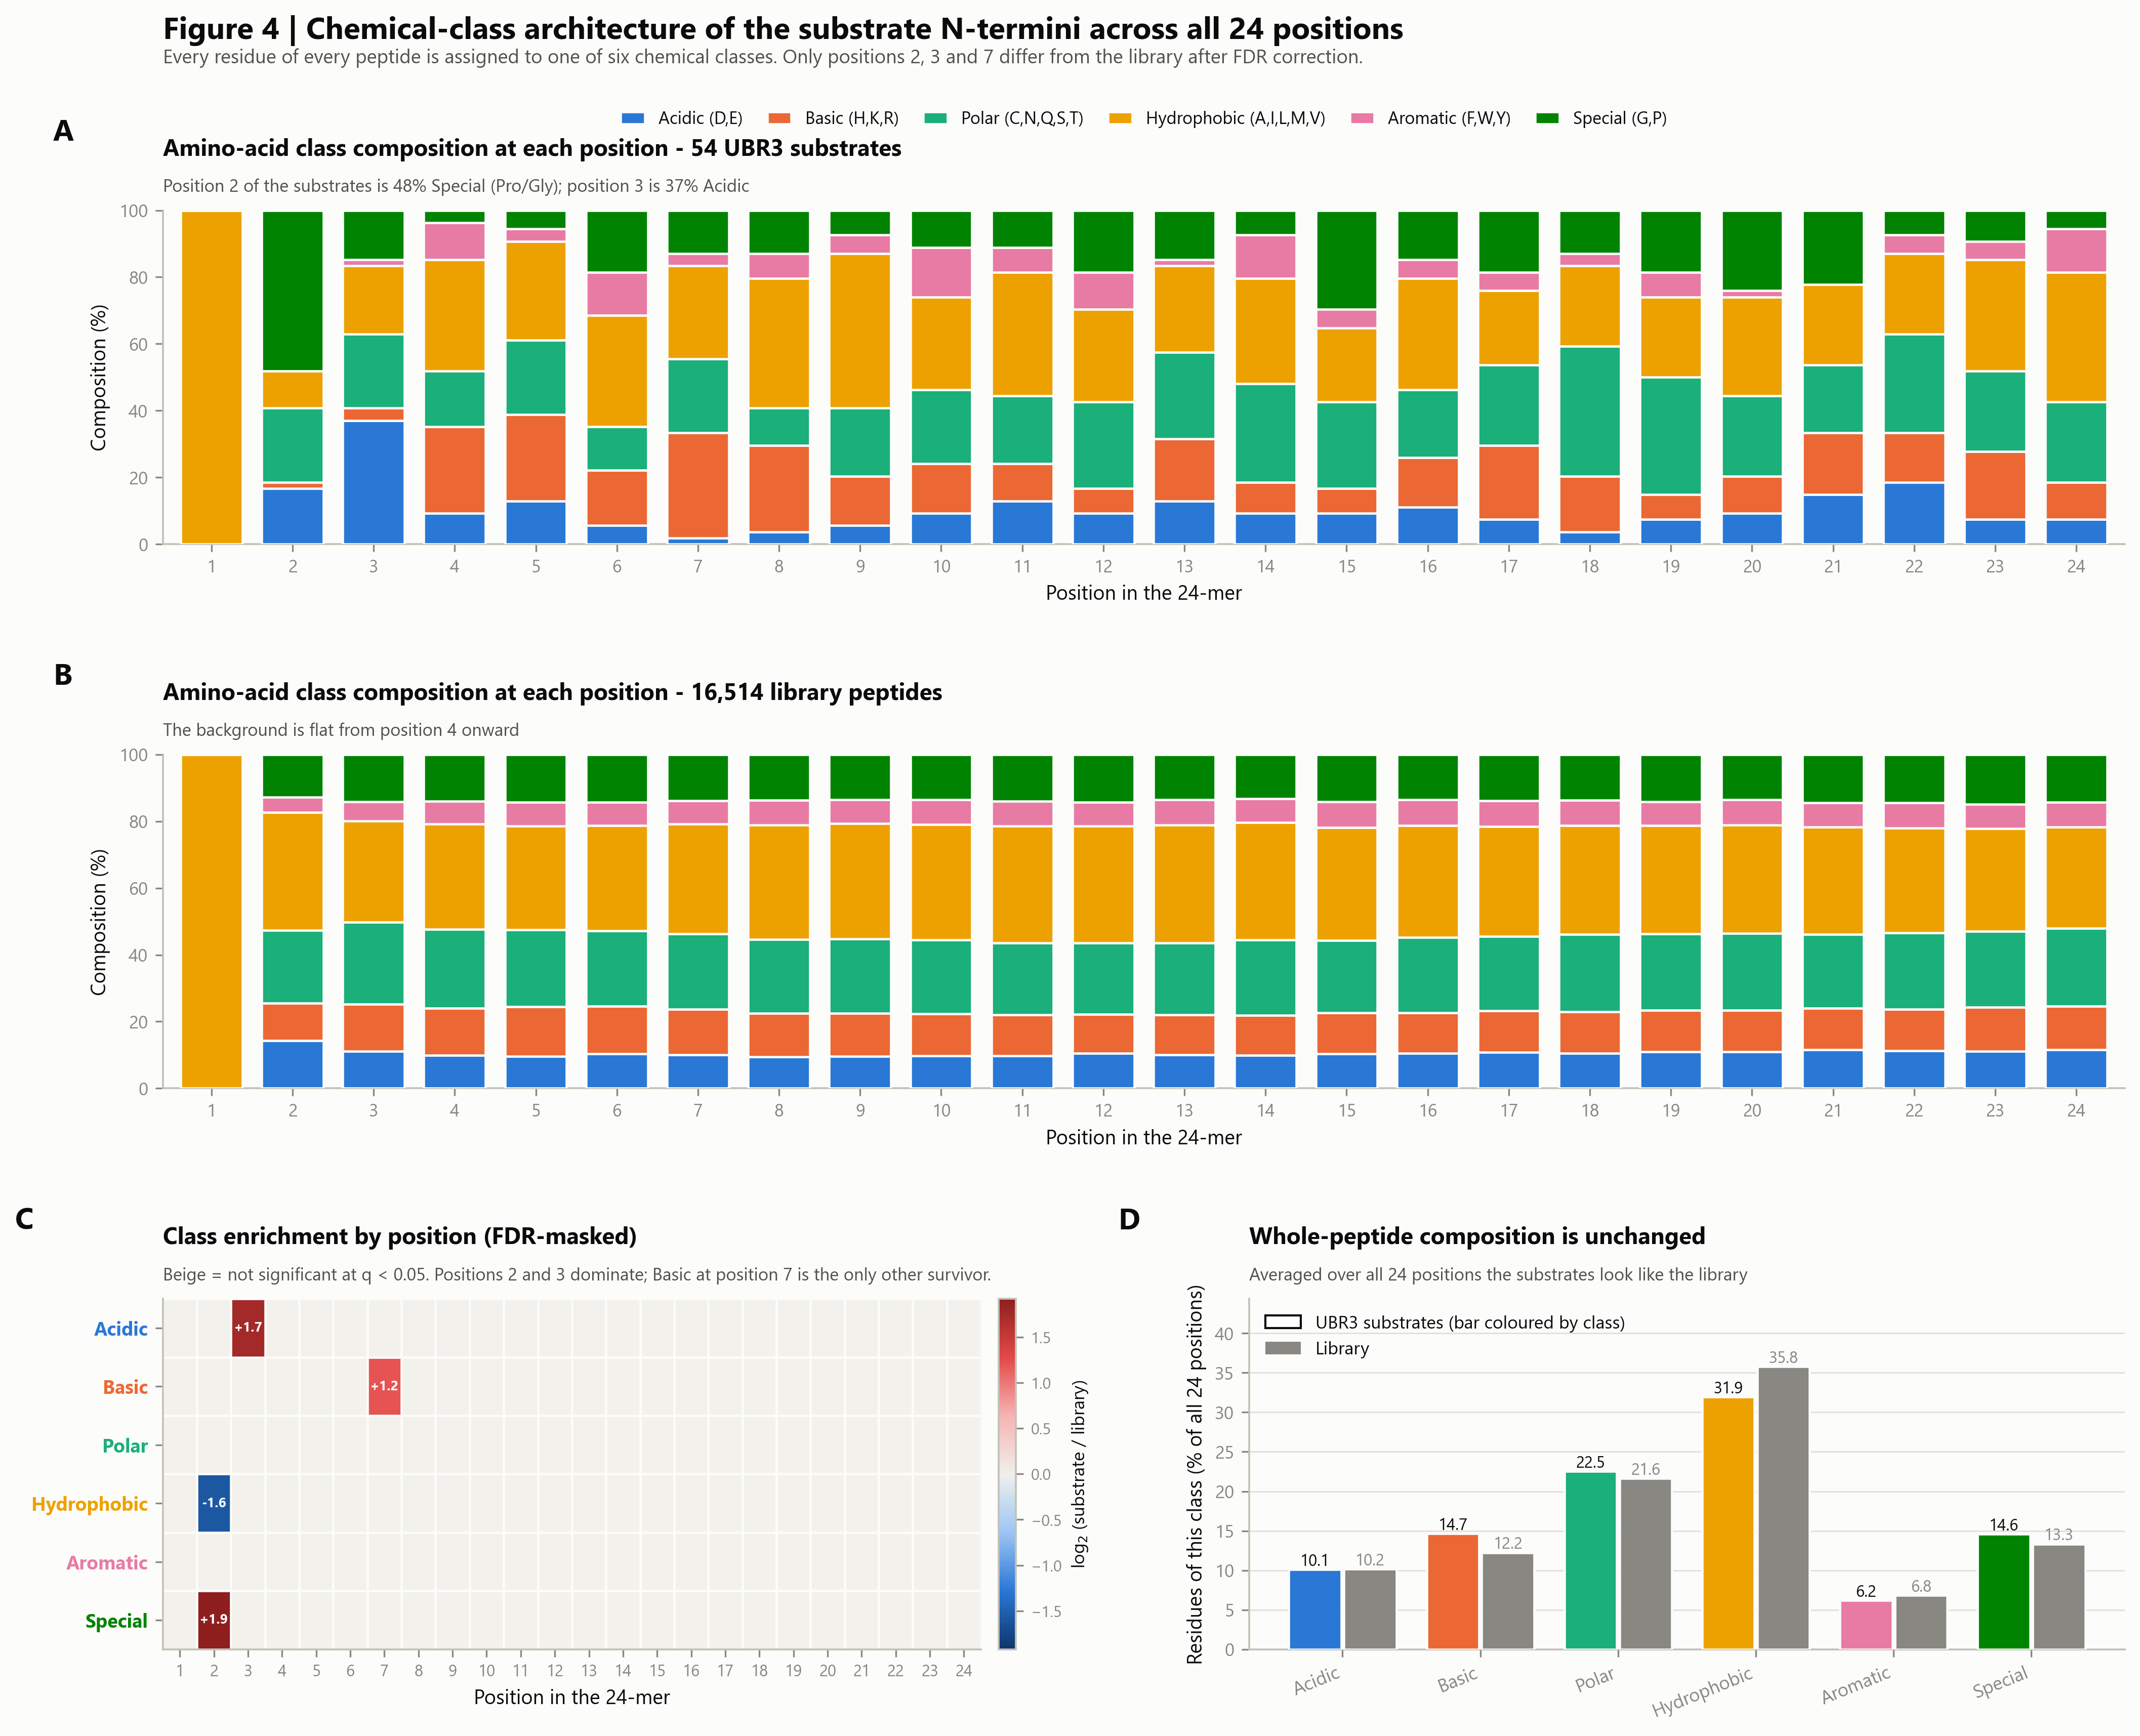 Figure 4 | Chemical-class architecture of the substrate N-termini across all 24 positions
Every residue of every peptide is assigned to one of six chemical classes. Only positions 2, 3 and 7 differ from the library after FDR correction.
Acidic (D,E) Basic (H,K,R) Polar (C,N,Q,S,T) Hydrophobic (A,I,L,M,V) Aromatic (F,W,Y) Special (G,P)
A
Amino-acid class composition at each position - 54 UBR3 substrates
Position 2 of the substrates is 48% Special (Pro/Gly); position 3 is 37% Acidic
Composition (%)
100
80
60
40
20
0
1 2 3 4 5 6 7 8 9 10 11 12 13 14 15 16 17 18 19 20 21 22 23 24
Position in the 24-mer
B
Amino-acid class composition at each position - 16,514 library peptides
The background is flat from position 4 onward
Composition (%)
100
80
60
40
20
0
1 2 3 4 5 6 7 8 9 10 11 12 13 14 15 16 17 18 19 20 21 22 23 24
Position in the 24-mer
C
Class enrichment by position (FDR-masked)
Beige = not significant at q < 0.05. Positions 2 and 3 dominate; Basic at position 7 is the only other survivor.
Acidic
Basic
Polar
Hydrophobic
Aromatic
Special
+1.7
+1.2
-1.6
+1.9
1 2 3 4 5 6 7 8 9 10 11 12 13 14 15 16 17 18 19 20 21 22 23 24
Position in the 24-mer
1.5
1.0
0.5
0.0
−0.5
−1.0
−1.5
log₂ (substrate / library)
D
Whole-peptide composition is unchanged
Averaged over all 24 positions the substrates look like the library
Residues of this class (% of all 24 positions)
UBR3 substrates (bar coloured by class)
Library
40
35
30
25
20
15
10
5
0
10.1 10.2
14.7 12.2
22.5 21.6
31.9 35.8
6.2 6.8
14.6 13.3
Acidic Basic Polar Hydrophobic Aromatic Special